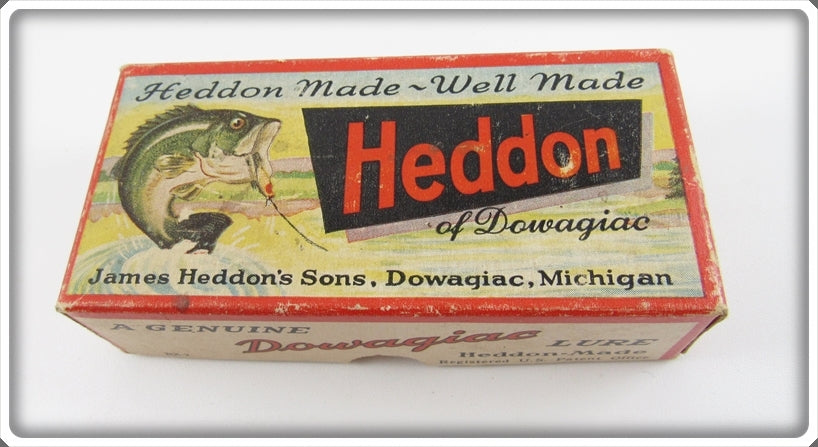 Heddon Made ~ Well Made
Heddon
of Dowagiac
James Heddon's Sons, Dowagiac, Michigan
A GENUINE Dowagiac LURE
Heddon-Made
Registered U.S. Patent Office